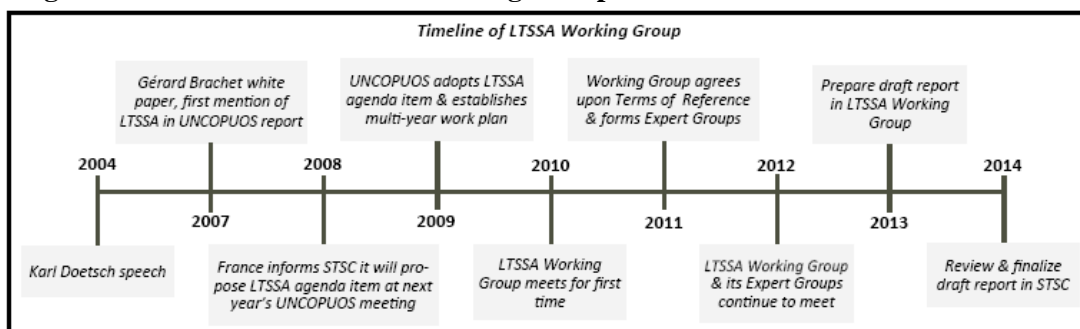 Timeline of LTSSA Working Group
Gérard Brachet white
paper, first mention of
LTSSA in UNCOPUOS report
UNCOPUOS adopts LTSSA
agenda item & establishes
multi-year work plan
Working Group agrees
upon Terms of Reference
& forms Expert Groups
Prepare draft report
in LTSSA Working
Group
2004
2008
2010
2012
2014
2007
2009
2011
2013
Karl Doetsch speech
France informs STSC it will pro-
pose LTSSA agenda item at next
year's UNCOPUOS meeting
LTSSA Working
Group meets for first
time
LTSSA Working Group
& its Expert Groups
continue to meet
Review & finalize
draft report in STSC